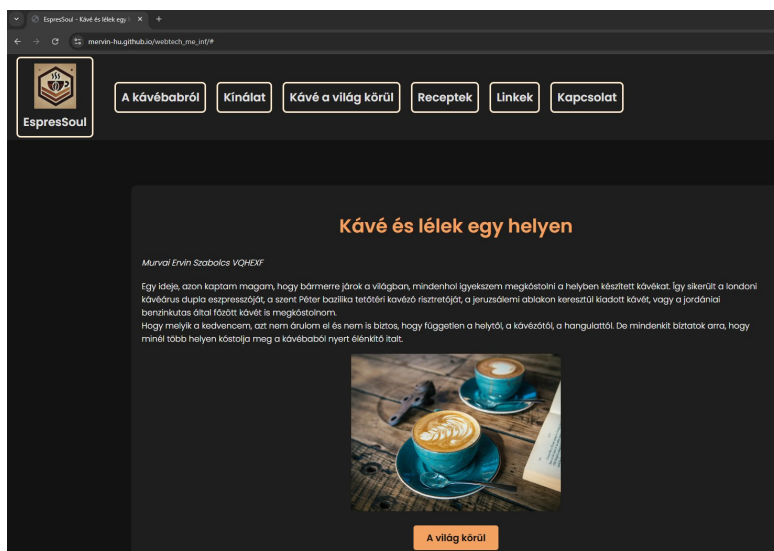 EspresSoul – Kávé és lélek egy h
mervin-hu.github.io/webtech_me_inf/#
EspresSoul
A kávébabról
Kínálat
Kávé a világ körül
Receptek
Linkek
Kapcsolat
Kávé és lélek egy helyen
Murvai Ervin Szabolcs VQHEXF
Egy ideje, azon kaptam magam, hogy bármerre járok a világban, mindenhol igyekszem megkóstolni a helyben készített kávékat. Így sikerült a londoni
kávéárus dupla eszpresszóját, a szent Péter bazilika tetőtéri kavézó risztretóját, a jeruzsálemi ablakon keresztül kiadott kávét, vagy a jordániai
benzinkutas által főzött kávét is megkóstolnom.
Hogy melyik a kedvencem, azt nem árulom el és nem is biztos, hogy független a helytől, a kávézótól, a hangulattól. De mindenkit bíztatok arra, hogy
minél több helyen kóstolja meg a kávébaból nyert élénkítő italt.
A világ körül